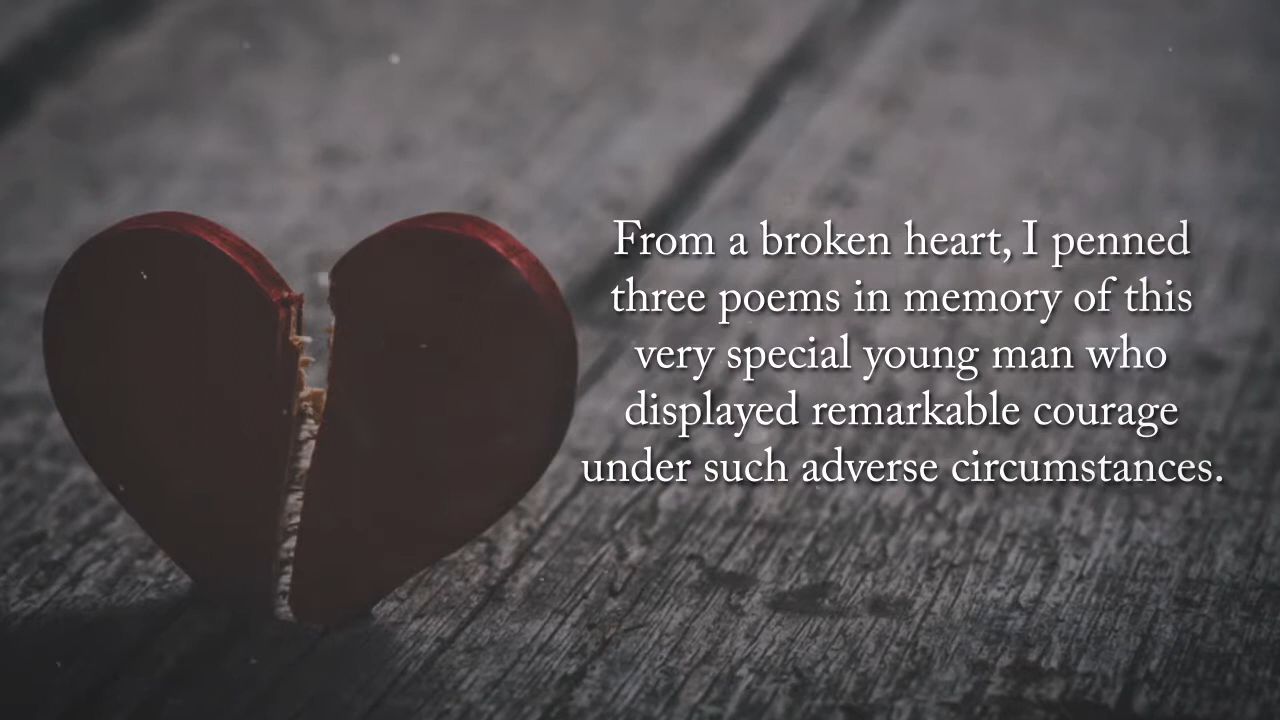 From a broken heart, I penned
three poems in memory of this
very special young man who
displayed remarkable courage
under such adverse circumstances.